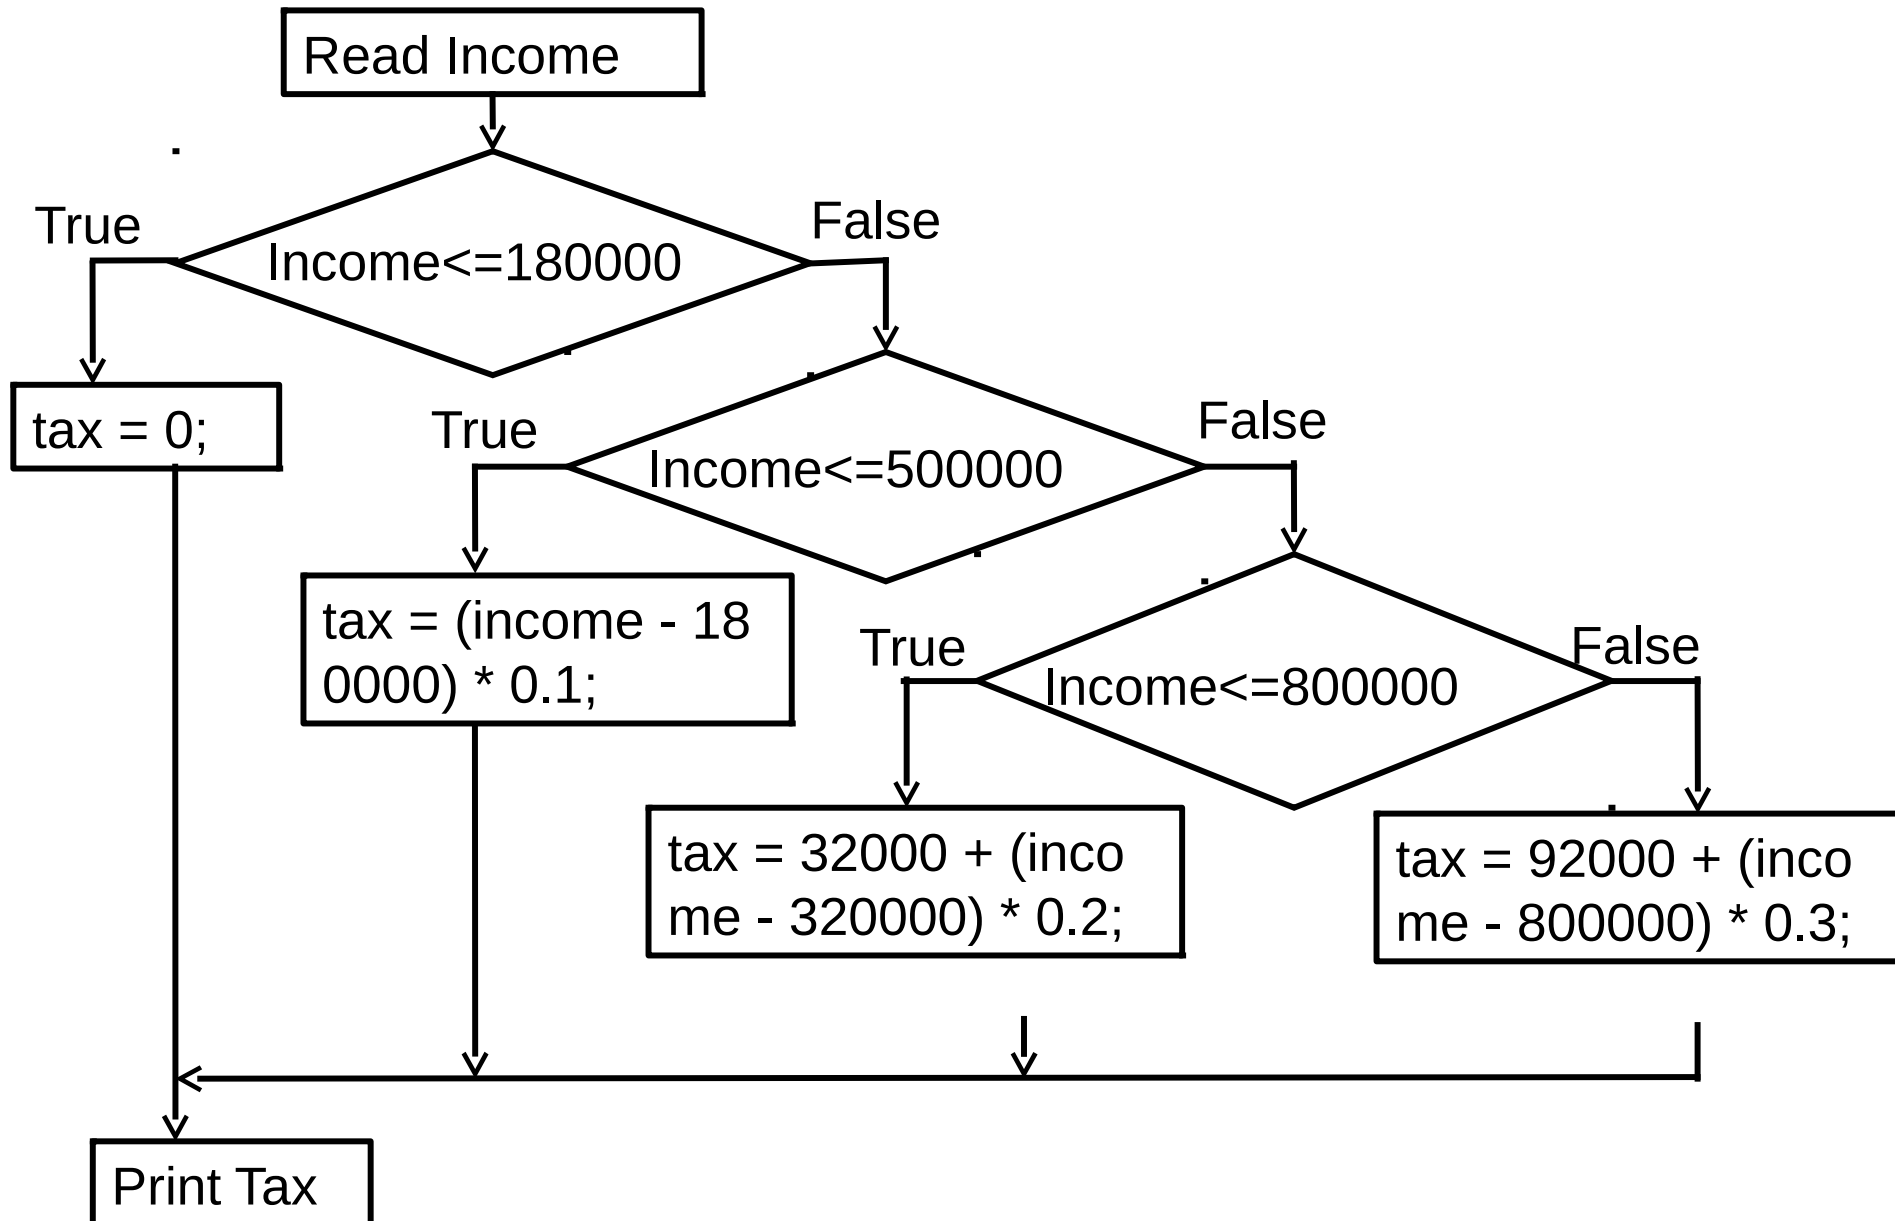 Read Income
True
False
Income<=180000
tax = 0;
True
False
Income<=500000
tax = (income - 18
0000) * 0.1;
True
False
Income<=800000
tax = 32000 + (inco
me - 320000) * 0.2;
tax = 92000 + (inco
me - 800000) * 0.3;
Print Tax